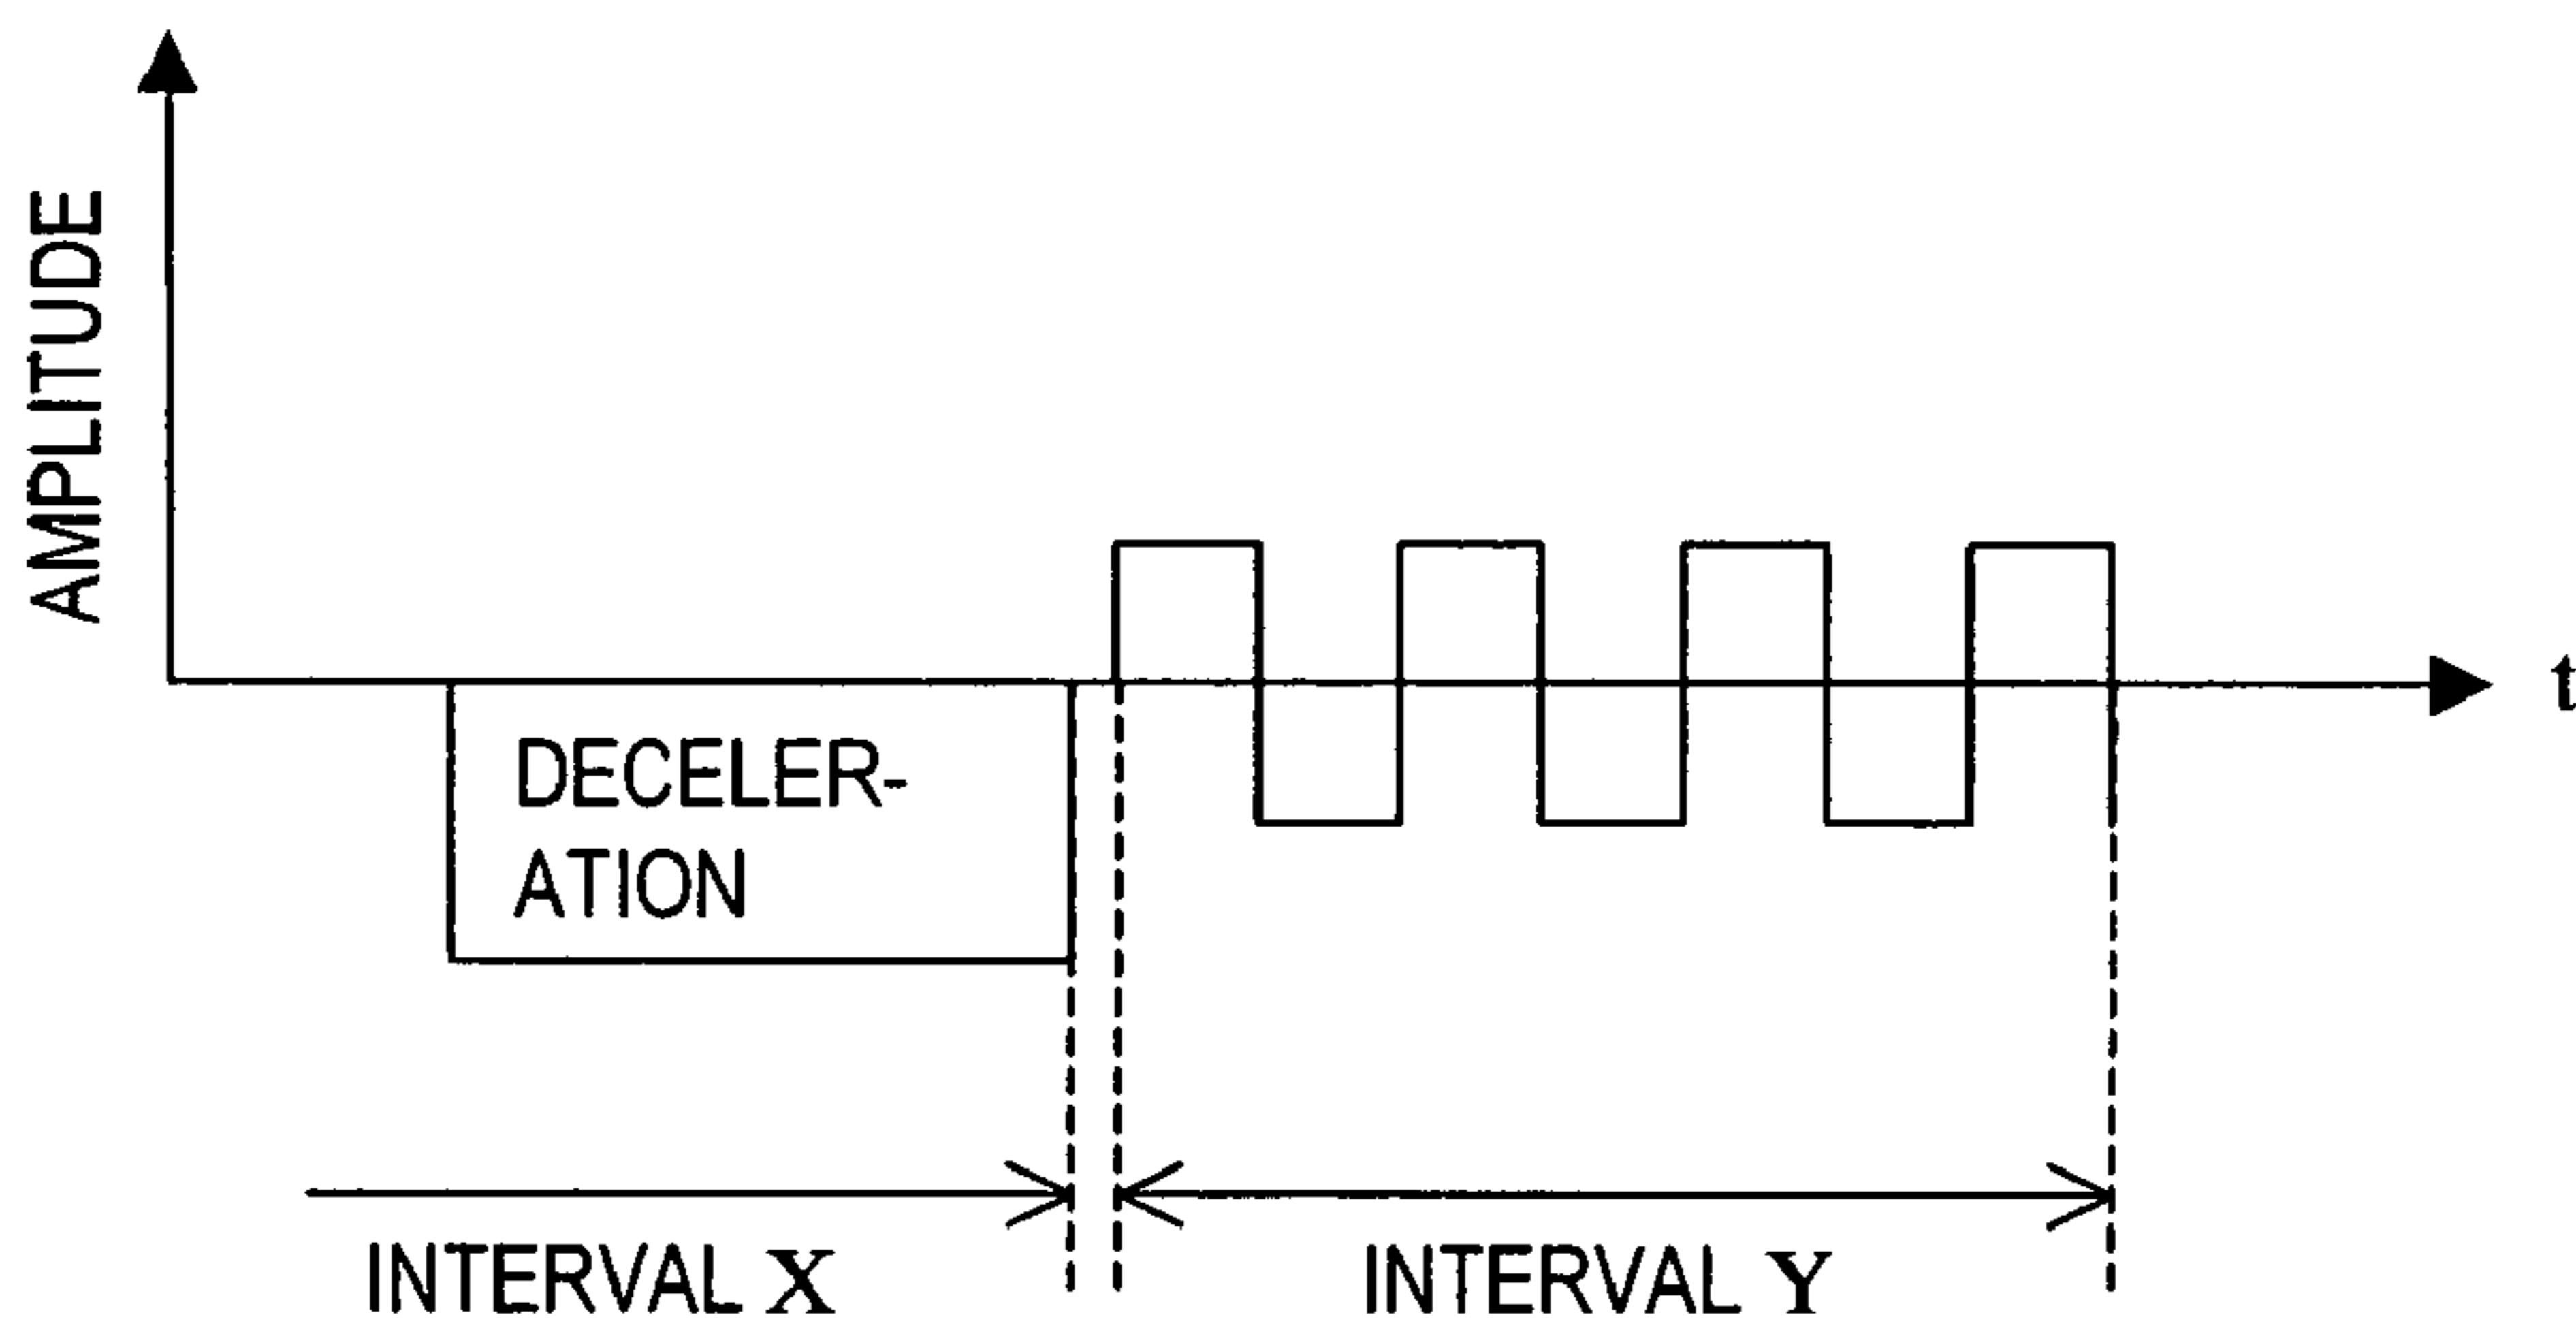 AMPLITUDE
t
DECELER-
ATION
INTERVAL X
INTERVAL Y